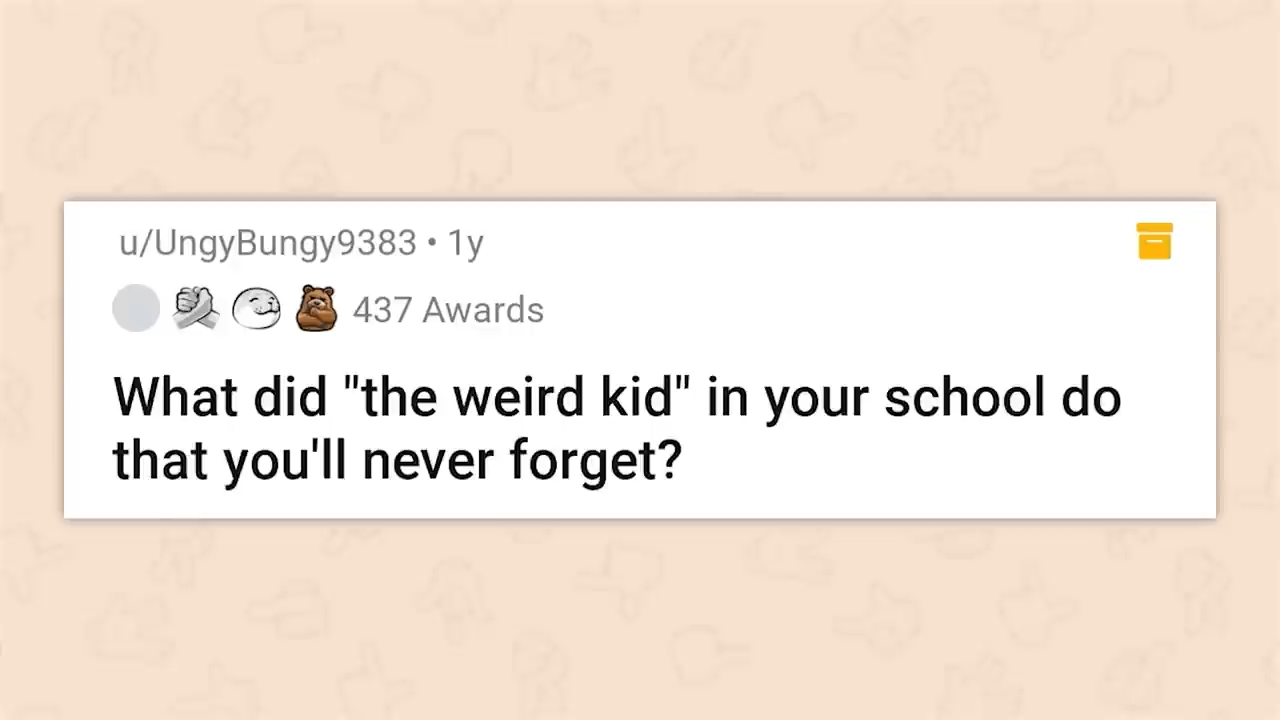 u/UngyBungy9383 • 1y
437 Awards
What did "the weird kid" in your school do
that you'll never forget?